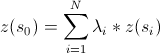 z(s_0) = \sum_{i=1}^{N} \lambda_i * z(s_i)